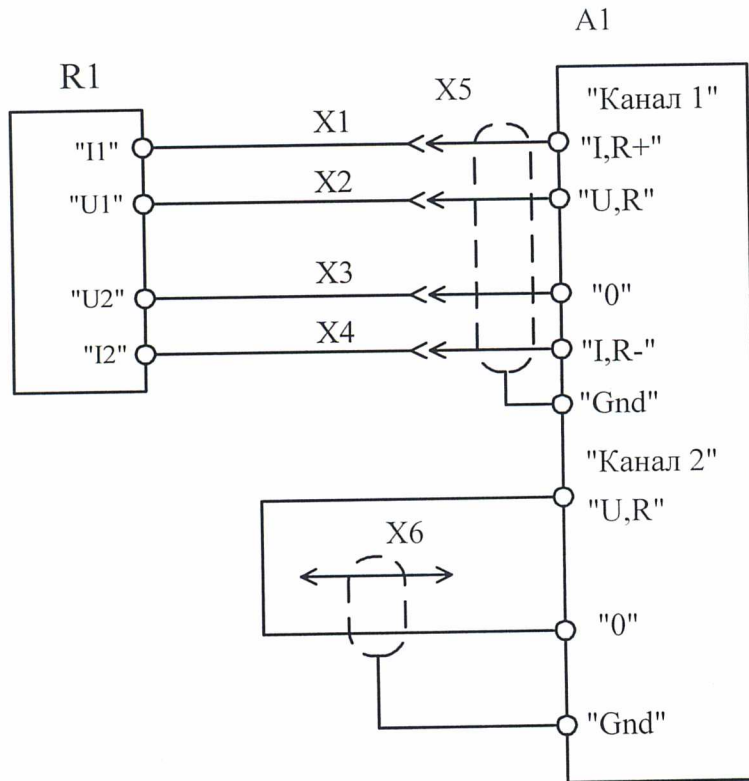 A1
R1
X5
"Канал 1"
"I1"
X1
"I,R+"
"U1"
X2
"U,R"
"U2"
X3
"0"
"I2"
X4
"I,R-"
"Gnd"
"Канал 2"
"U,R"
X6
"0"
"Gnd"